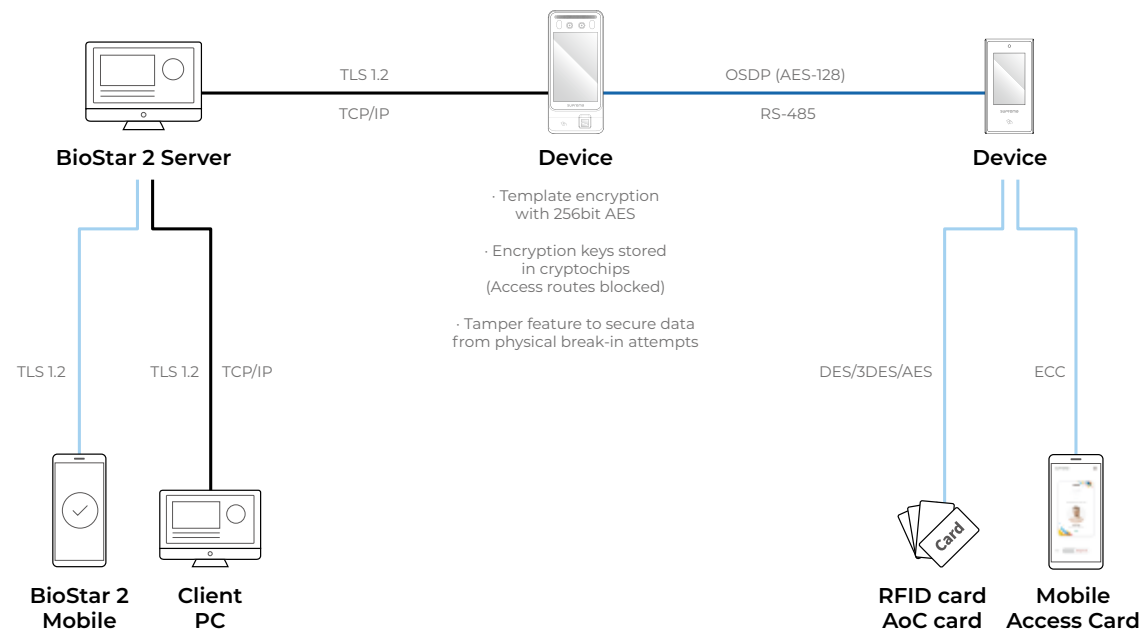 TLS 1.2
TCP/IP
OSDP (AES-128)
RS-485
BioStar 2 Server
Device
Device
· Template encryption
with 256bit AES
· Encryption keys stored
in cryptochips
(Access routes blocked)
· Tamper feature to secure data
from physical break-in attempts
TLS 1.2
TLS 1.2
TCP/IP
DES/3DES/AES
ECC
Card
BioStar 2
Mobile
Client
PC
RFID card
AoC card
Mobile
Access Card